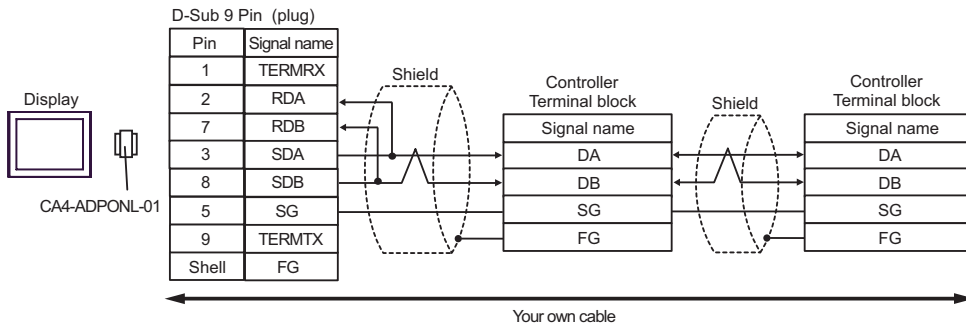 D-Sub 9 Pin (plug)
Pin Signal name
1 TERMRX
2 RDA
7 RDB
3 SDA
8 SDB
5 SG
9 TERMTX
Shell FG
Display
CA4-ADPONL-01
Shield
Controller
Terminal block
Signal name
DA
DB
SG
FG
Shield
Controller
Terminal block
Signal name
DA
DB
SG
FG
Your own cable